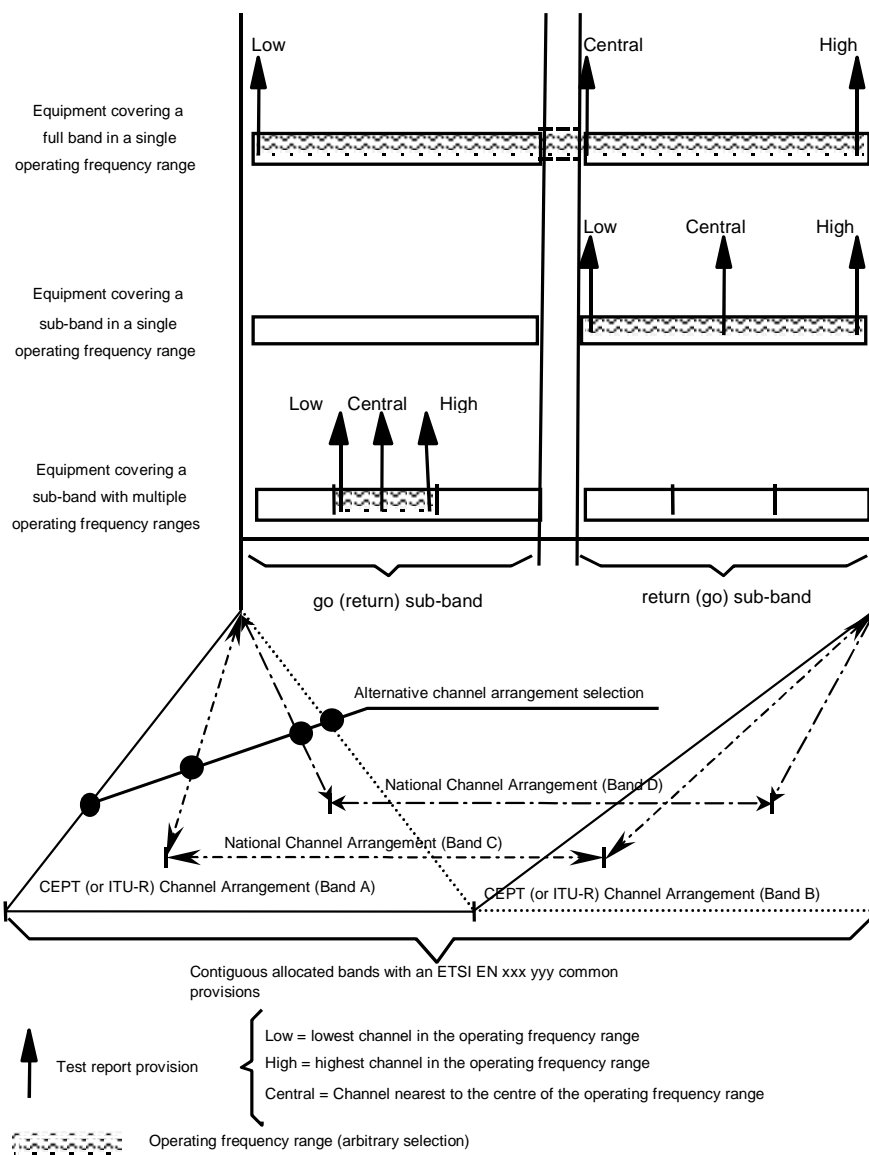 Low
Central
High
Equipment covering a
full band in a single
operating frequency range
Low
Central
High
Equipment covering a
sub-band in a single
operating frequency range
Low
Central
High
Equipment covering a
sub-band with multiple
operating frequency ranges
go (return) sub-band
return (go) sub-band
Alternative channel arrangement selection
National Channel Arrangement (Band D)
National Channel Arrangement (Band C)
CEPT (or ITU-R) Channel Arrangement (Band A)
CEPT (or ITU-R) Channel Arrangement (Band B)
Contiguous allocated bands with an ETSI EN xxx yyy common
provisions
Low = lowest channel in the operating frequency range
Test report provision
High = highest channel in the operating frequency range
Central = Channel nearest to the centre of the operating frequency range
Operating frequency range (arbitrary selection)